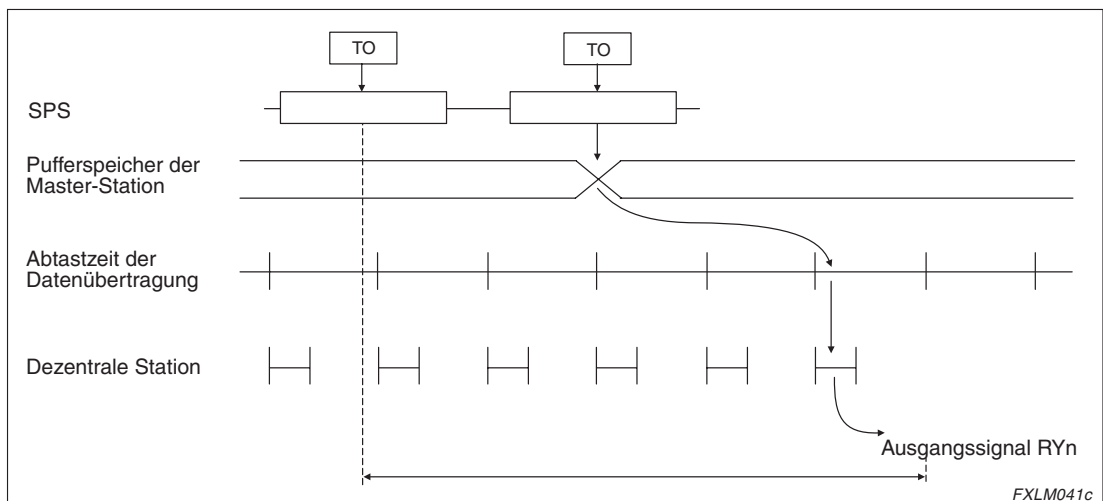 TO
TO
SPS
Pufferspeicher der
Master-Station
Abtastzeit der
Datenübertragung
Dezentrale Station
Ausgangssignal RYn
FXLM041c